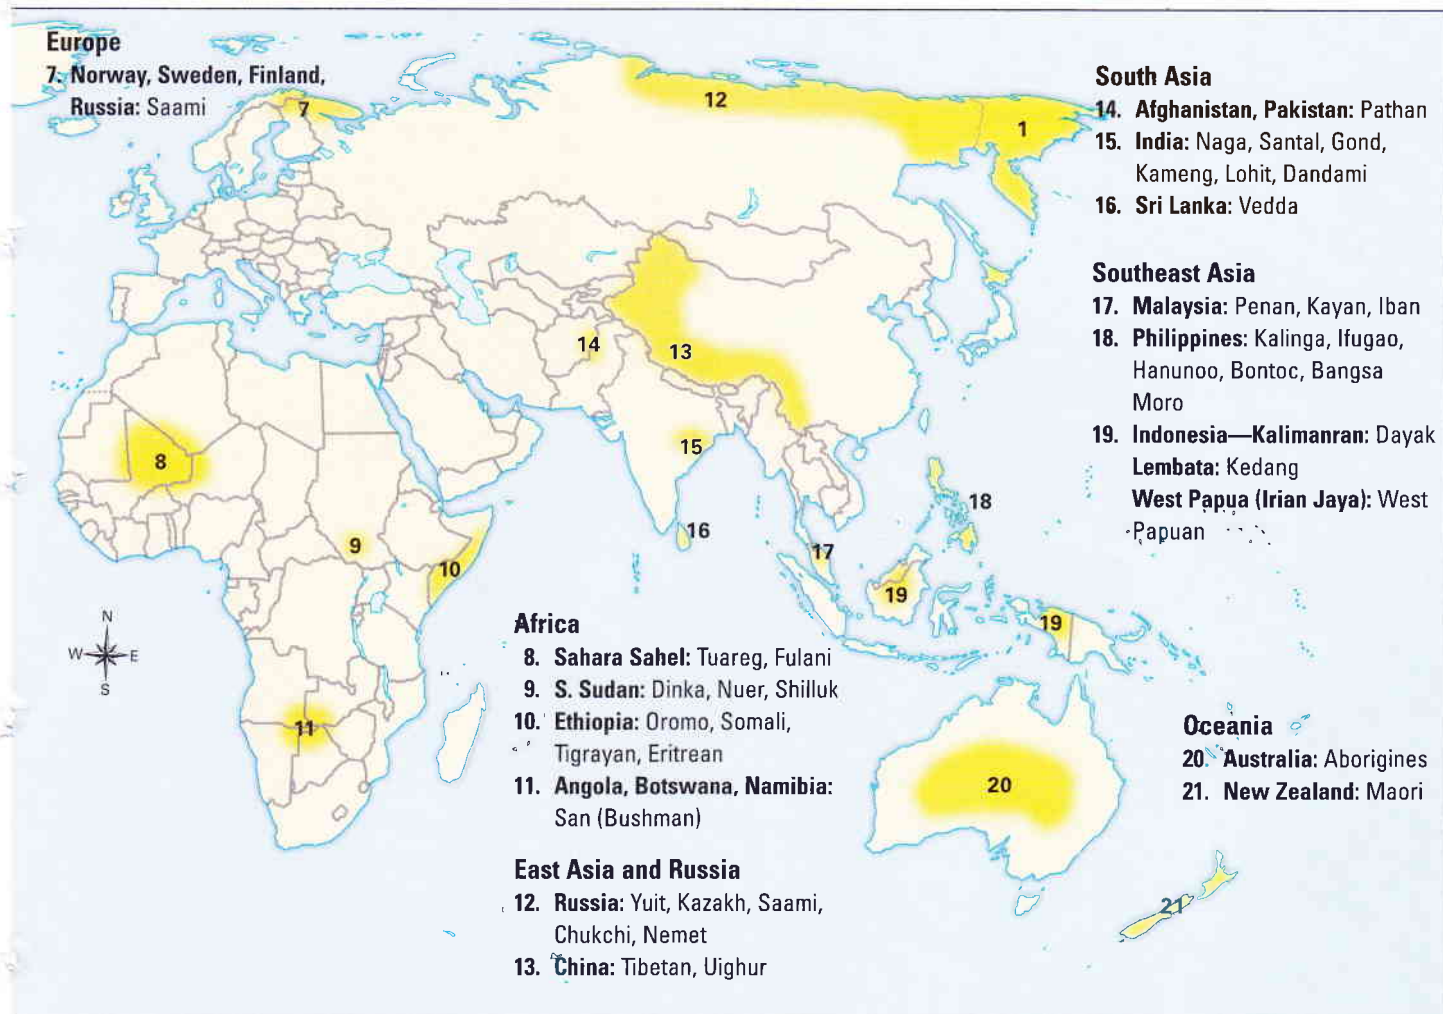 Europe
7. Norway, Sweden, Finland,
Russia: Saami
7
12
1
14
13
15
16
17
18
19
19
8
9
10
11
20
21
N
W E
S
South Asia
14. Afghanistan, Pakistan: Pathan
15. India: Naga, Santal, Gond,
Kameng, Lohit, Dandami
16. Sri Lanka: Vedda
Southeast Asia
17. Malaysia: Penan, Kayan, Iban
18. Philippines: Kalinga, Ifugao,
Hanunoo, Bontoc, Bangsa
Moro
19. Indonesia—Kalimanran: Dayak
Lembata: Kedang
West Papua (Irian Jaya): West
Papuan
Africa
8. Sahara Sahel: Tuareg, Fulani
9. S. Sudan: Dinka, Nuer, Shilluk
10. Ethiopia: Oromo, Somali,
Tigrayan, Eritrean
11. Angola, Botswana, Namibia:
San (Bushman)
East Asia and Russia
12. Russia: Yuit, Kazakh, Saami,
Chukchi, Nemet
13. China: Tibetan, Uighur
Oceania
20. Australia: Aborigines
21. New Zealand: Maori